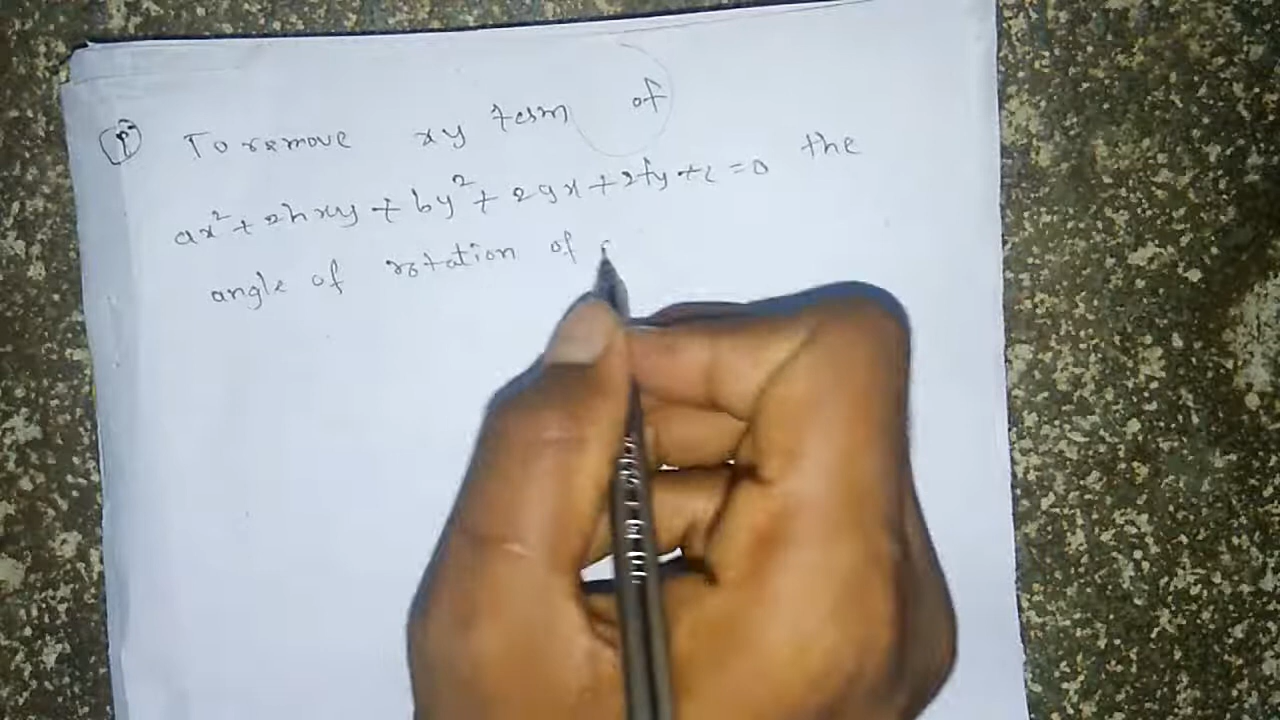 To remove xy term of
ax² + 2hxy + by² + 2gx + 2fy + c = 0 the
angle of rotation of